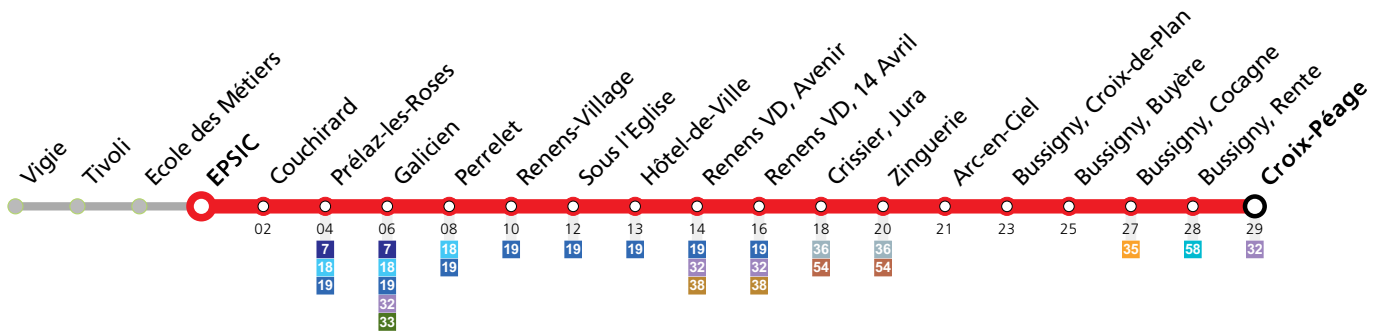 Vigie
Tivoli
Ecole des Métiers
EPSIC
Couchirard
Prélaz-les-Roses
Galicien
Perrelet
Renens-Village
Sous l'Eglise
Hôtel-de-Ville
Renens VD, Avenir
Renens VD, 14 Avril
Crissier, Jura
Zinguerie
Arc-en-Ciel
Bussigny, Croix-de-Plan
Bussigny, Buyère
Bussigny, Cocagne
Bussigny, Rente
Croix-Péage
02 04 06 08 10 12 13 14 16 18 20 21 23 25 27 28 29
7 7 18 19 19 19 19 19 36 36 35 58 32
18 18 19 32 32 54 54
19 19 38 38
32
33